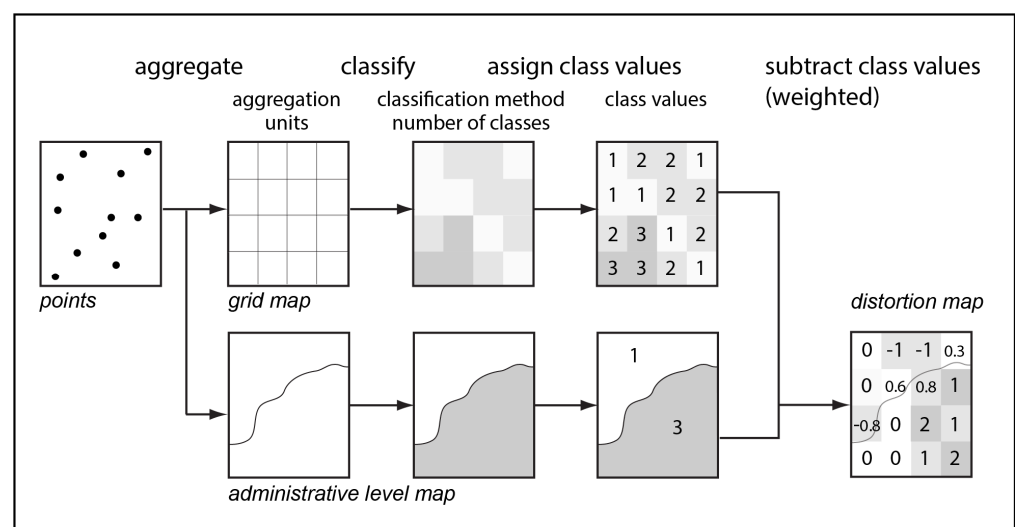 aggregate
classify
assign class values
subtract class values
(weighted)
aggregation
units
classification method
number of classes
class values
1 2 2 1
1 1 2 2
2 3 1 2
3 3 2 1
points
grid map
distortion map
1
3
0 -1 -1 0.3
0 0.6 0.8 1
-0.8 0 2 1
0 0 1 2
administrative level map